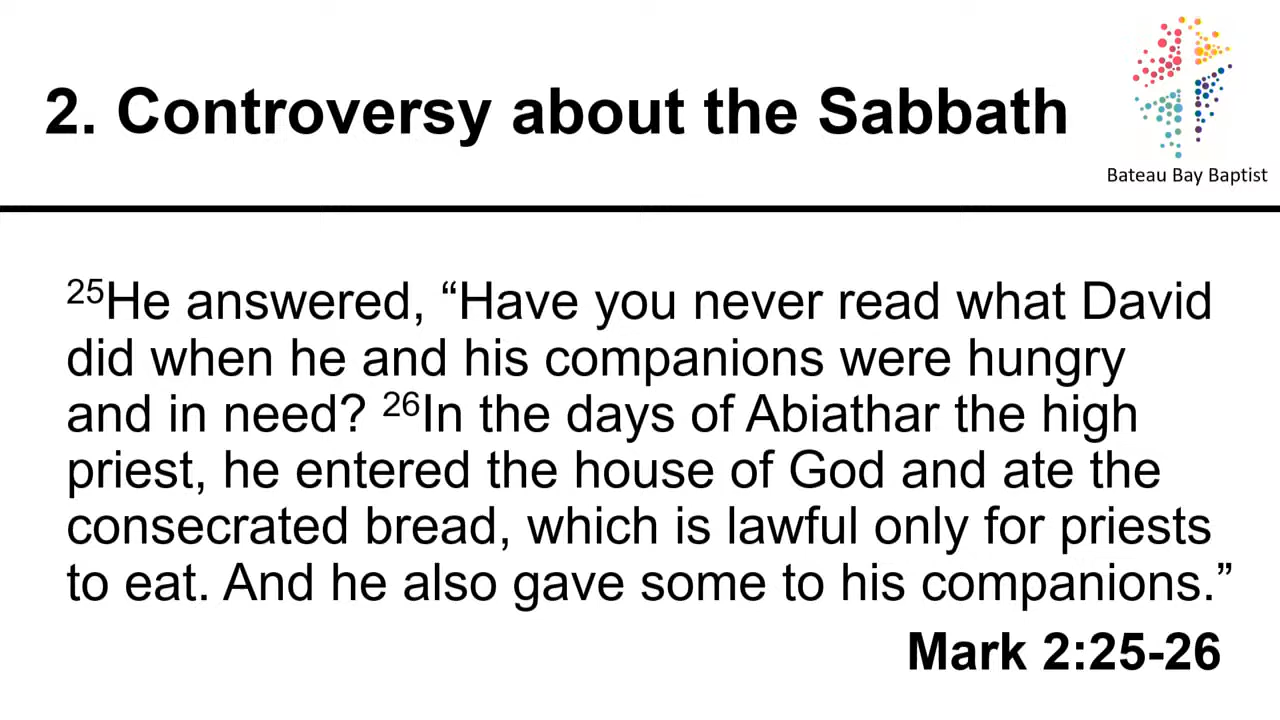 2. Controversy about the Sabbath
Bateau Bay Baptist
25He answered, “Have you never read what David
did when he and his companions were hungry
and in need? 26In the days of Abiathar the high
priest, he entered the house of God and ate the
consecrated bread, which is lawful only for priests
to eat. And he also gave some to his companions.”
Mark 2:25-26